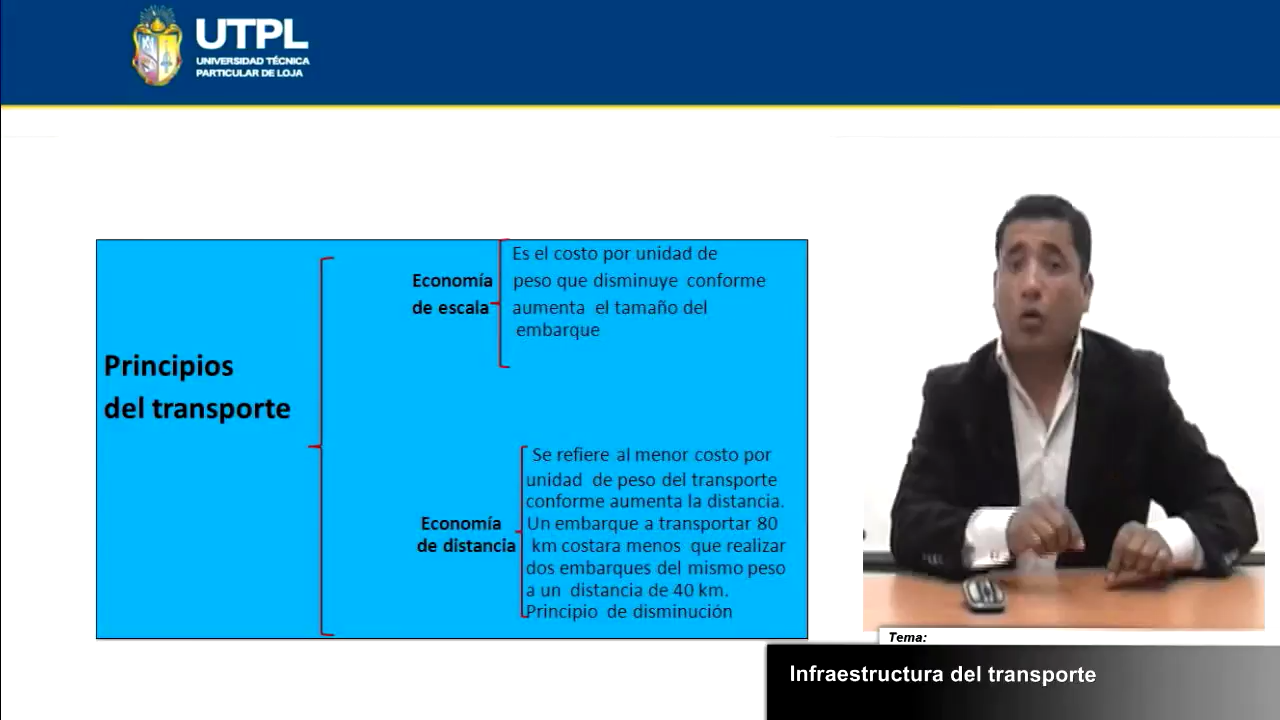 UTPL
UNIVERSIDAD TÉCNICA
PARTICULAR DE LOJA
Principios
del transporte
Economía
de escala
Es el costo por unidad de
peso que disminuye conforme
aumenta el tamaño del
embarque
Economía
de distancia
Se refiere al menor costo por
unidad de peso del transporte
conforme aumenta la distancia.
Un embarque a transportar 80
km costara menos que realizar
dos embarques del mismo peso
a un distancia de 40 km.
Principio de disminución
Tema:
Infraestructura del transporte